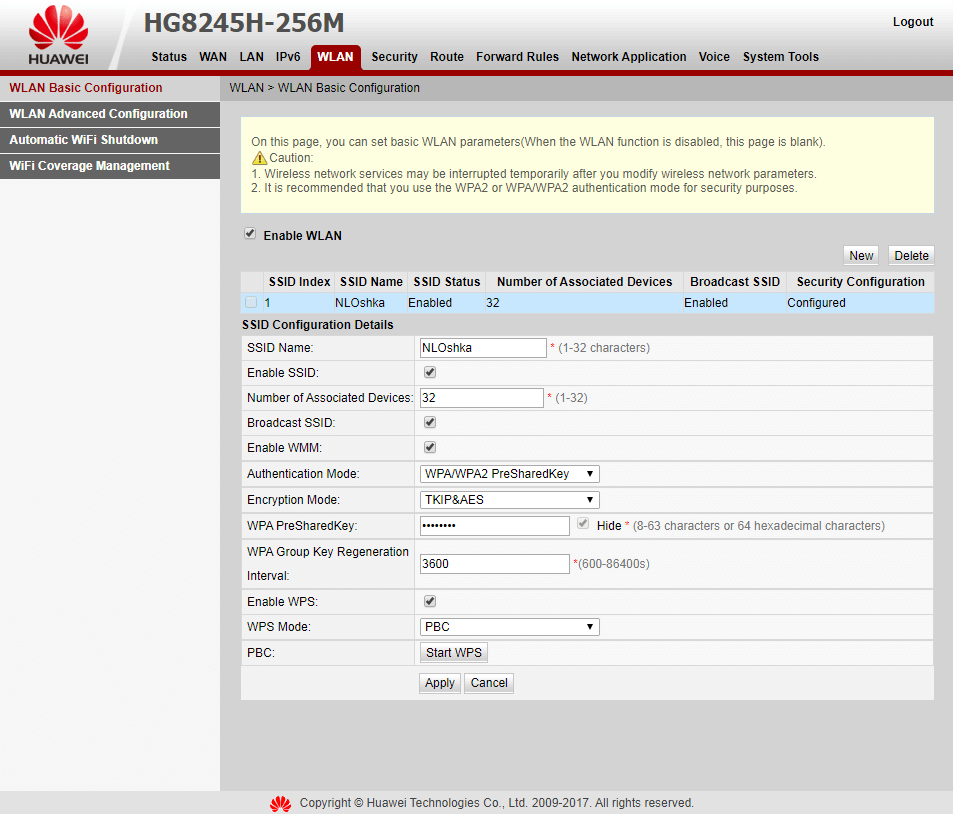 HUAWEI
HG8245H-256M
Logout
Status WAN LAN IPv6 WLAN Security Route Forward Rules Network Application Voice System Tools
WLAN Basic Configuration
WLAN Advanced Configuration
Automatic WiFi Shutdown
WiFi Coverage Management
WLAN > WLAN Basic Configuration
On this page, you can set basic WLAN parameters(When the WLAN function is disabled, this page is blank).
Caution:
1. Wireless network services may be interrupted temporarily after you modify wireless network parameters.
2. It is recommended that you use the WPA2 or WPA/WPA2 authentication mode for security purposes.
Enable WLAN
New Delete
SSID Index SSID Name SSID Status Number of Associated Devices Broadcast SSID Security Configuration
1 NLOshka Enabled 32 Enabled Configured
SSID Configuration Details
SSID Name: NLOshka * (1-32 characters)
Enable SSID:
Number of Associated Devices: 32 * (1-32)
Broadcast SSID:
Enable WMM:
Authentication Mode: WPA/WPA2 PreSharedKey
Encryption Mode: TKIP&AES
WPA PreSharedKey: •••••••• Hide * (8-63 characters or 64 hexadecimal characters)
WPA Group Key Regeneration
Interval: 3600 *(600-86400s)
Enable WPS:
WPS Mode: PBC
PBC: Start WPS
Apply Cancel
Copyright © Huawei Technologies Co., Ltd. 2009-2017. All rights reserved.